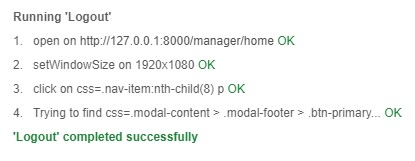 Running 'Logout'
1. open on http://127.0.0.1:8000/manager/home OK
2. setWindowSize on 1920x1080 OK
3. click on css=.nav-item:nth-child(8) p OK
4. Trying to find css=.modal-content > .modal-footer > .btn-primary... OK
'Logout' completed successfully